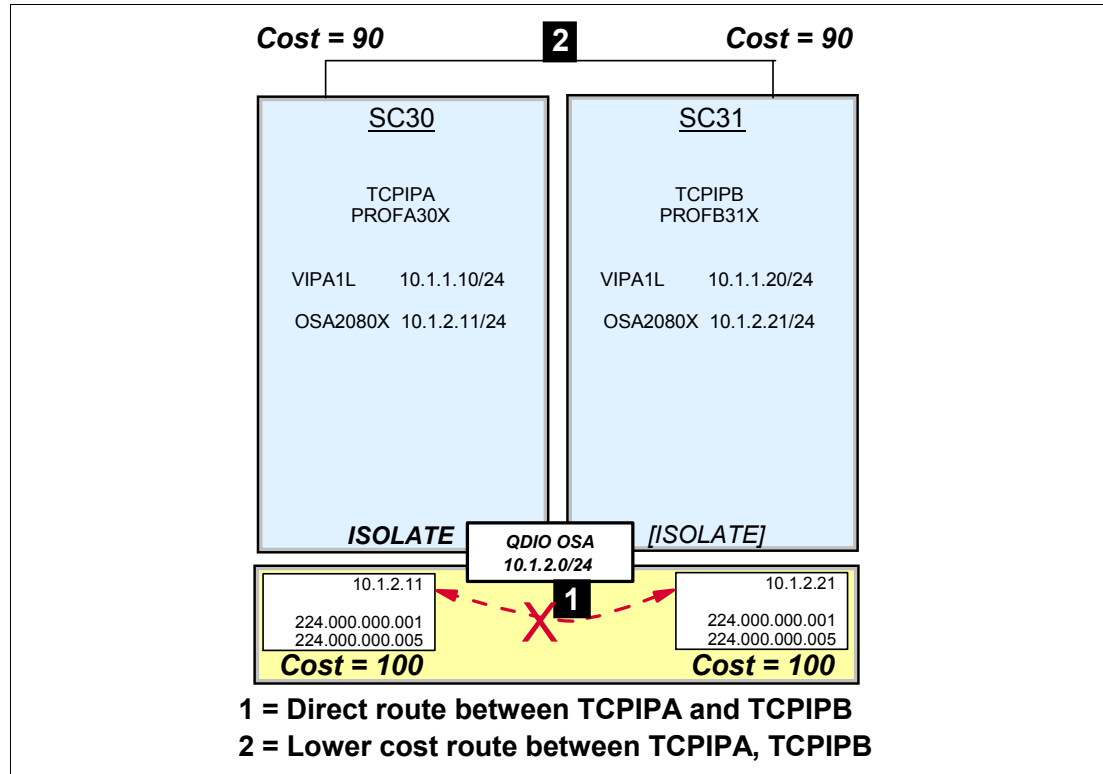 Cost = 90
2
Cost = 90
SC30
TCPIPA
PROFA30X
VIPA1L 10.1.1.10/24
OSA2080X 10.1.2.11/24
ISOLATE
SC31
TCPIPB
PROFB31X
VIPA1L 10.1.1.20/24
OSA2080X 10.1.2.21/24
[ISOLATE]
QDIO OSA
10.1.2.0/24
1
10.1.2.11
224.000.000.001
224.000.000.005
Cost = 100
X
10.1.2.21
224.000.000.001
224.000.000.005
Cost = 100
1 = Direct route between TCPIPA and TCPIPB
2 = Lower cost route between TCPIPA, TCPIPB